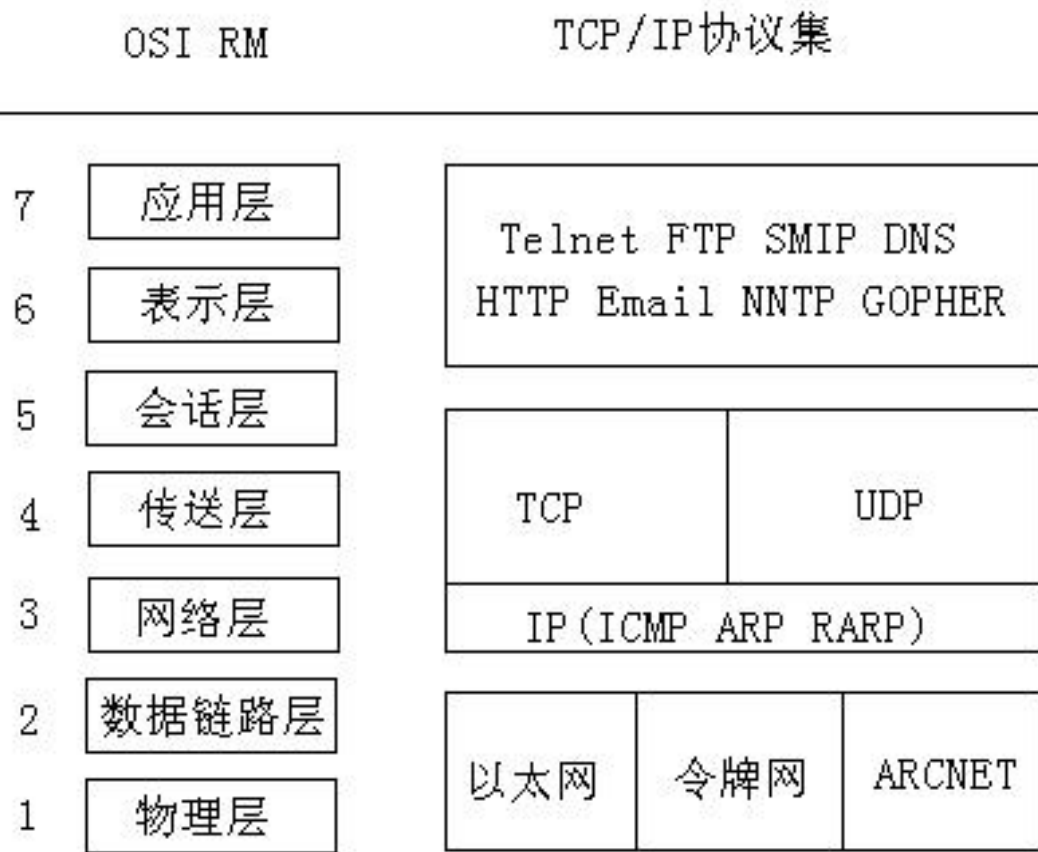 OSI RM
TCP/IP协议集
7 应用层
6 表示层
5 会话层
4 传送层
3 网络层
2 数据链路层
1 物理层
Telnet FTP SMIP DNS
HTTP Email NNTP GOPHER
TCP
UDP
IP(ICMP ARP RARP)
以太网
令牌网
ARCNET